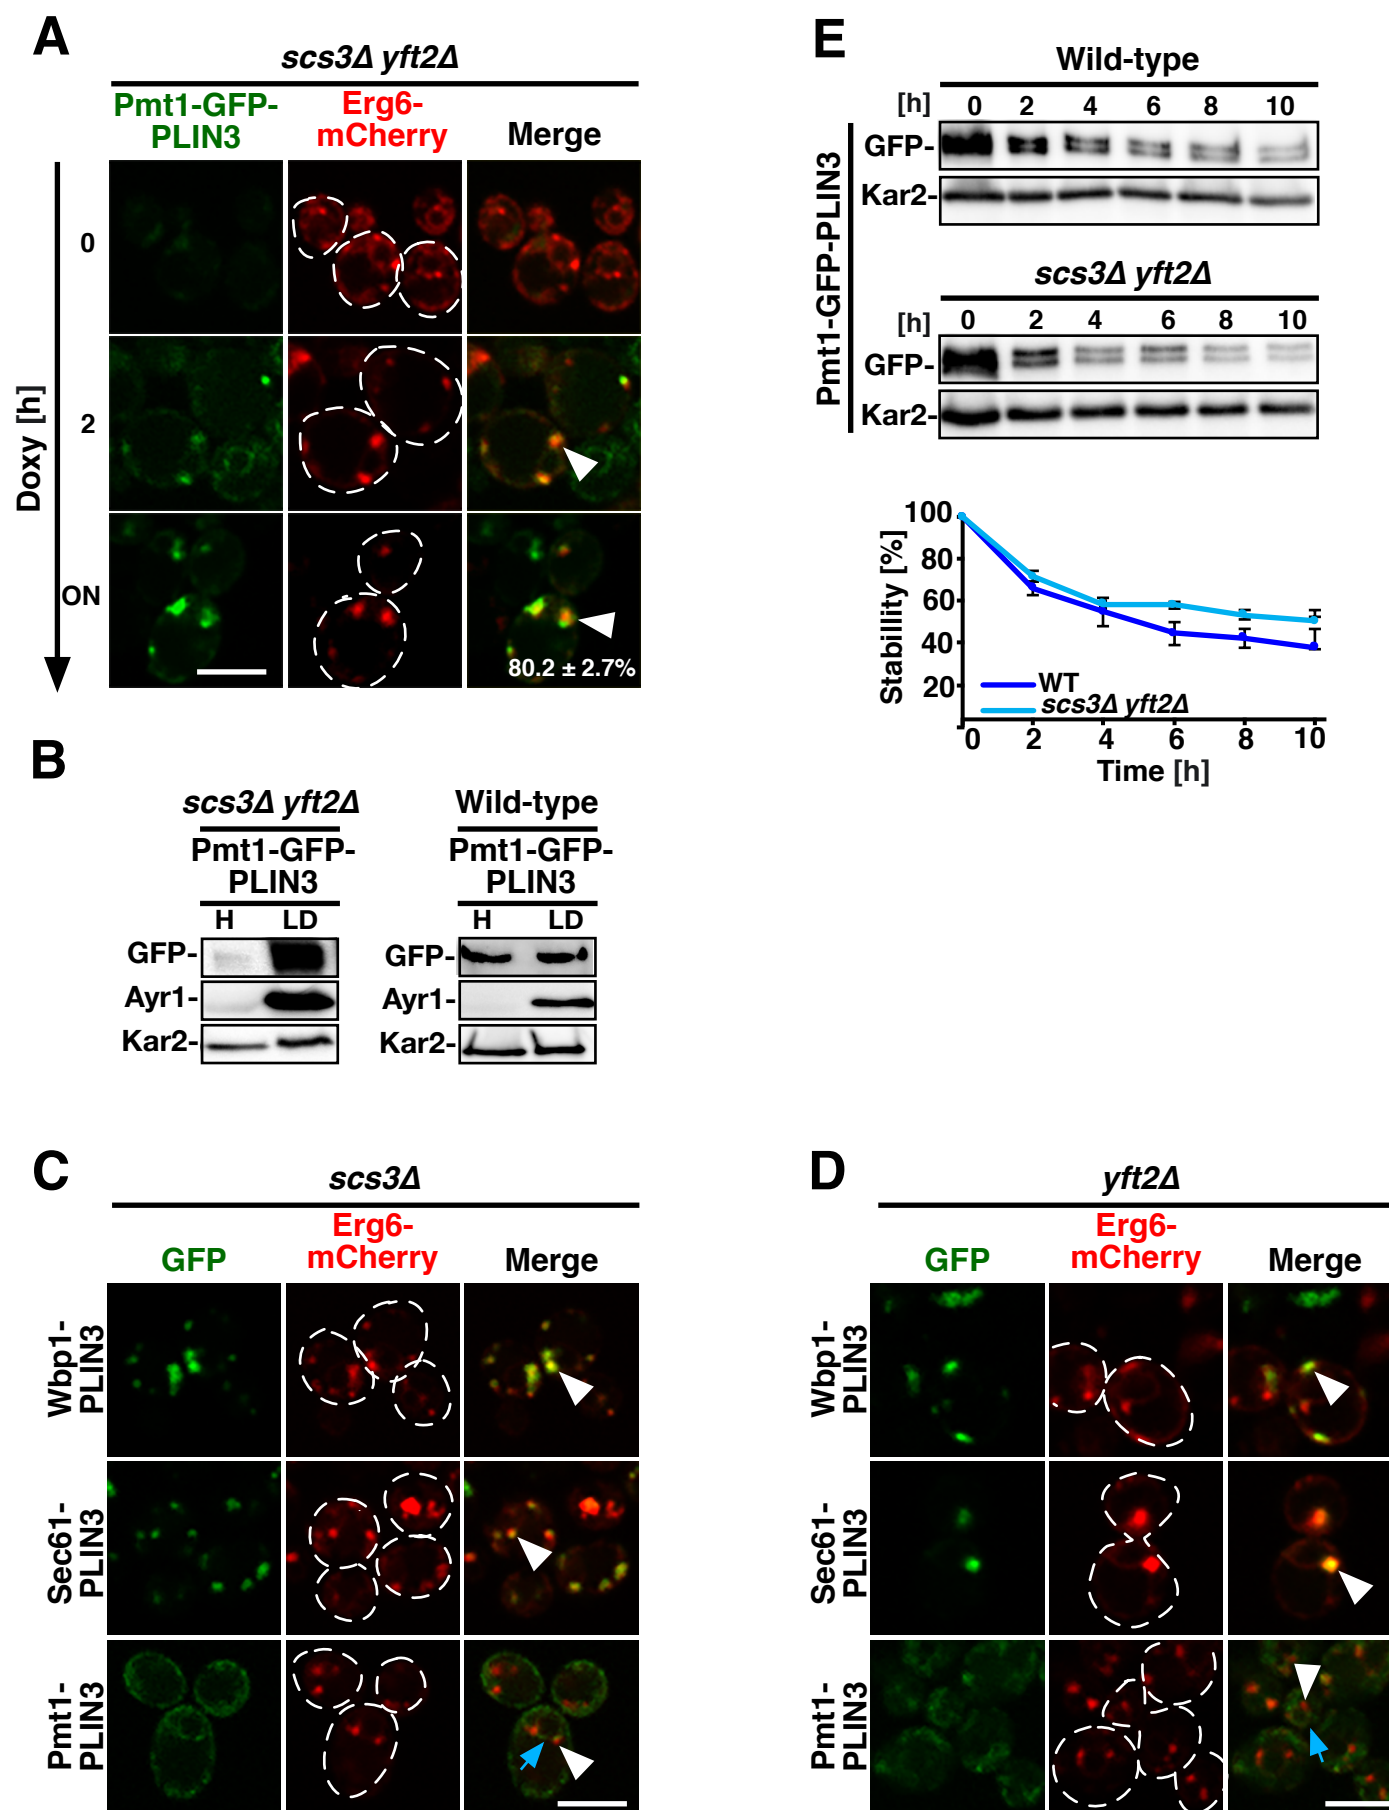 A
scs3Δ yft2Δ
Pmt1-GFP-
PLIN3
Erg6-
mCherry
Merge
Doxy [h]
0
2
ON
80.2 ± 2.7%
B
scs3Δ yft2Δ
Wild-type
Pmt1-GFP-
PLIN3
Pmt1-GFP-
PLIN3
H LD
H LD
GFP-
Ayr1-
Kar2-
GFP-
Ayr1-
Kar2-
C
scs3Δ
GFP
Erg6-
mCherry
Merge
Wbp1-
PLIN3
Sec61-
PLIN3
Pmt1-
PLIN3
D
yft2Δ
GFP
Erg6-
mCherry
Merge
Wbp1-
PLIN3
Sec61-
PLIN3
Pmt1-
PLIN3
E
Wild-type
[h] 0 2 4 6 8 10
GFP-
Kar2-
Pmt1-GFP-PLIN3
scs3Δ yft2Δ
[h] 0 2 4 6 8 10
GFP-
Kar2-
Stabillity [%]
100
80
60
40
20
WT
scs3Δ yft2Δ
0 2 4 6 8 10
Time [h]